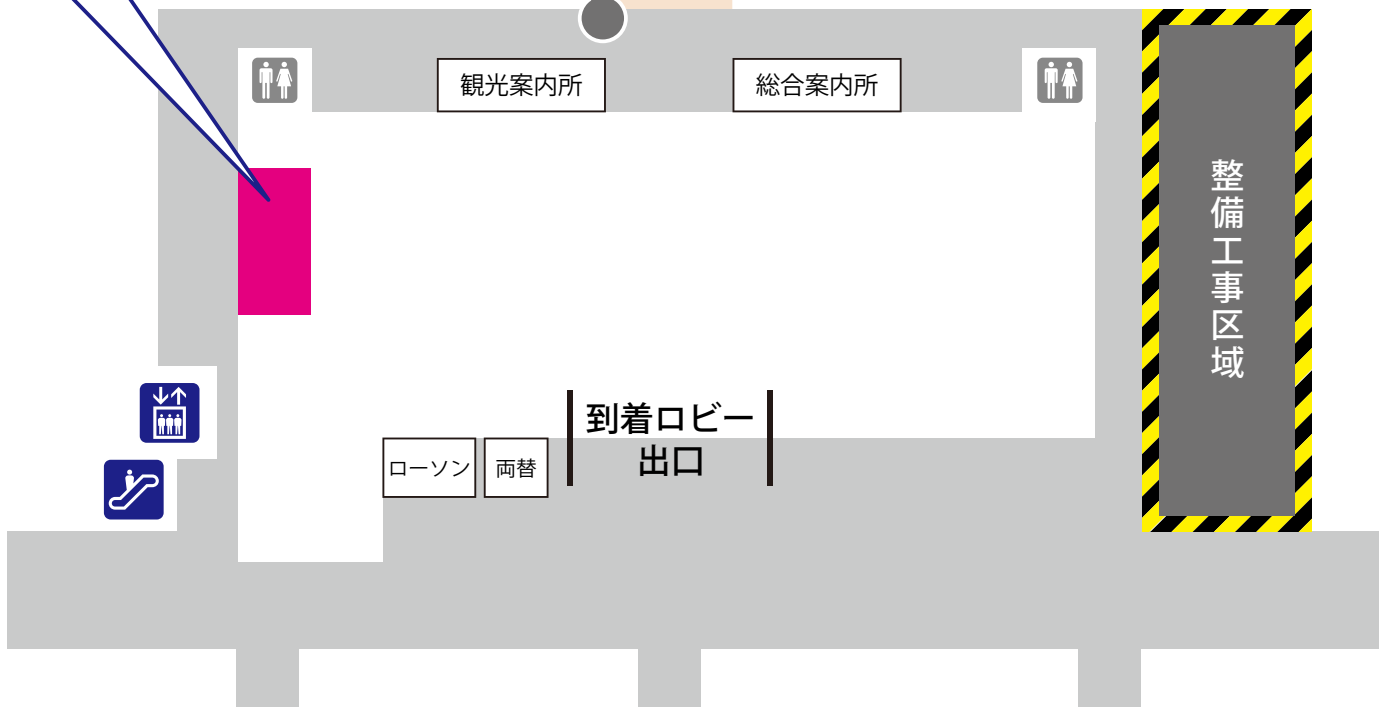 観光案内所
総合案内所
整備工事区域
到着ロビー
出口
ローソン
両替